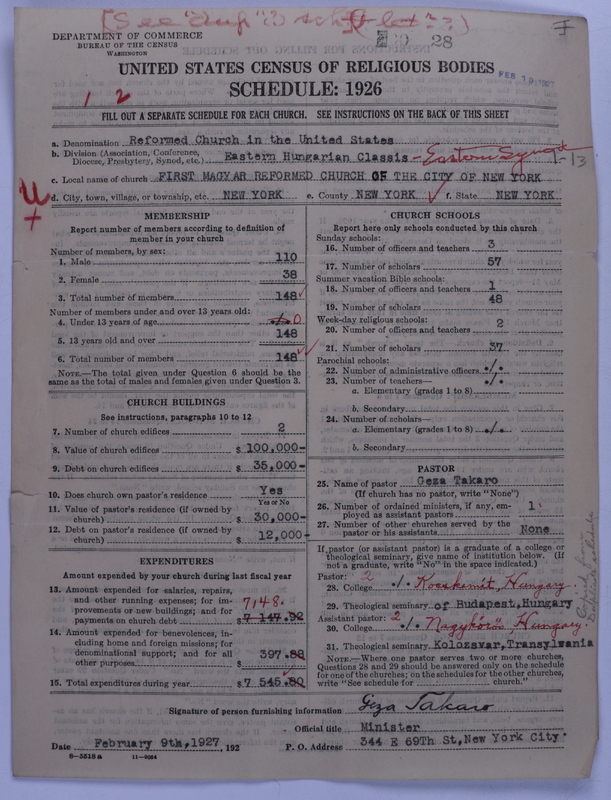 [See "dup" in sch
28
DEPARTMENT OF COMMERCE
BUREAU OF THE CENSUS
WASHINGTON
UNITED STATES CENSUS OF RELIGIOUS BODIES
SCHEDULE: 1926
1 2
FILL OUT A SEPARATE SCHEDULE FOR EACH CHURCH. SEE INSTRUCTIONS ON THE BACK OF THIS SHEET
a. Denomination Reformed Church in the United States
b. Division (Association, Conference, Diocese, Presbytery, Synod, etc.) Eastern Hungarian Classis - Eastern Synod 1-13
c. Local name of church FIRST MAGYAR REFORMED CHURCH OF THE CITY OF NEW YORK
d. City, town, village, or township, etc. NEW YORK e. County NEW YORK f. State NEW YORK
MEMBERSHIP
Report number of members according to definition of
member in your church
Number of members, by sex:
1. Male 110
2. Female 38
3. Total number of members 148
Number of members under and over 13 years old:
4. Under 13 years of age ./. 0
5. 13 years old and over 148
6. Total number of members 148
NOTE.—The total given under Question 6 should be the
same as the total of males and females given under Question 3.
CHURCH BUILDINGS
See instructions, paragraphs 10 to 12
7. Number of church edifices 2
8. Value of church edifices $ 100,000-
9. Debt on church edifices $ 35,000-
10. Does church own pastor's residence Yes
Yes or No
11. Value of pastor's residence (if owned by
church) $ 30,000-
12. Debt on pastor's residence (if owned by
church) $ 12,000-
EXPENDITURES
Amount expended by your church during last fiscal year
13. Amount expended for salaries, repairs,
and other running expenses; for im-
provements or new buildings; and for 7148.
payments on church debt $ 7 147.92
14. Amount expended for benevolences, in-
cluding home and foreign missions; for
denominational support; and for all
other purposes $ 397.88
15. Total expenditures during year $ 7 545.80
CHURCH SCHOOLS
Report here only schools conducted by this church
Sunday schools:
16. Number of officers and teachers 3
17. Number of scholars 57
Summer vacation Bible schools:
18. Number of officers and teachers 1
19. Number of scholars 48
Week-day religious schools:
20. Number of officers and teachers 2
21. Number of scholars 37
Parochial schools:
22. Number of administrative officers ./.
23. Number of teachers— ./.
a. Elementary (grades 1 to 8)
b. Secondary
24. Number of scholars—
a. Elementary (grades 1 to 8) ./.
b. Secondary
PASTOR
25. Name of pastor Geza Takaro
(If church has no pastor, write "None")
26. Number of ordained ministers, if any, em-
ployed as assistant pastors 1
27. Number of other churches served by the
pastor or his assistants None
If pastor (or assistant pastor) is a graduate of a college or
theological seminary, give name of institution below. (If
not a graduate, write "No" in the space indicated.)
Pastor: 2
28. College ./. Kecskemét, Hungary.
29. Theological seminary of Budapest, Hungary
Assistant pastor: 2
30. College ./. Nagykőrös, Hungary.
31. Theological seminary Kolozsvar, Transylvania
NOTE.—Where one pastor serves two or more churches,
Questions 28 and 29 should be answered only on the schedule
for one of the churches; on the schedules for the other churches,
write "See schedule for church."
Copied from
schedule
Signature of person furnishing information Geza Takaro
Official title Minister
Date February 9th, 1927 , 192 P. O. Address 344 E 69Th St, New York City.
8—5518a 11—9054